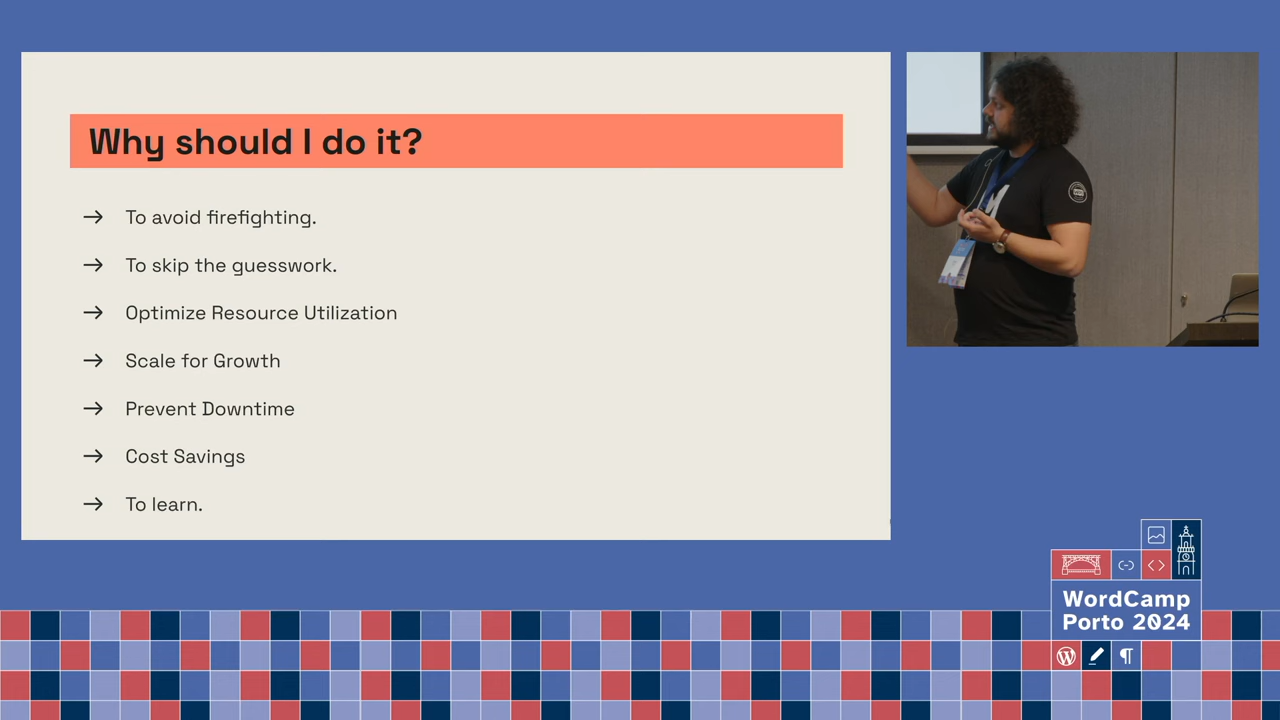 Why should I do it?
→ To avoid firefighting.
→ To skip the guesswork.
→ Optimize Resource Utilization
→ Scale for Growth
→ Prevent Downtime
→ Cost Savings
→ To learn.
WordCamp
Porto 2024